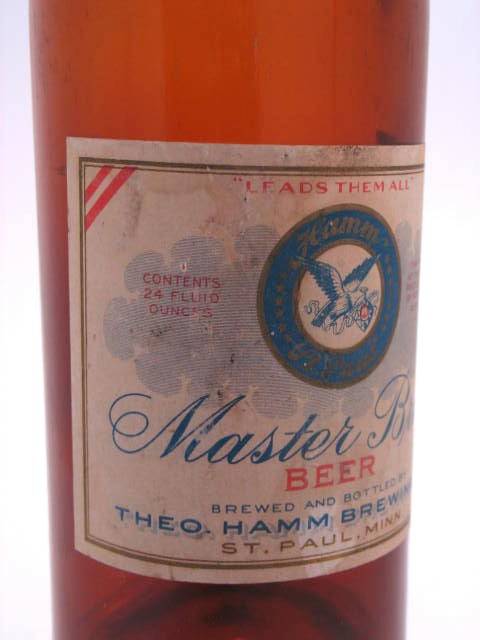 "LEADS THEM ALL"
Hamm
CONTENTS
24 FLUID
OUNCES
Master
BEER
BREWED AND BOTTLED BY
THEO. HAMM BREWIN
ST. PAUL, MINN